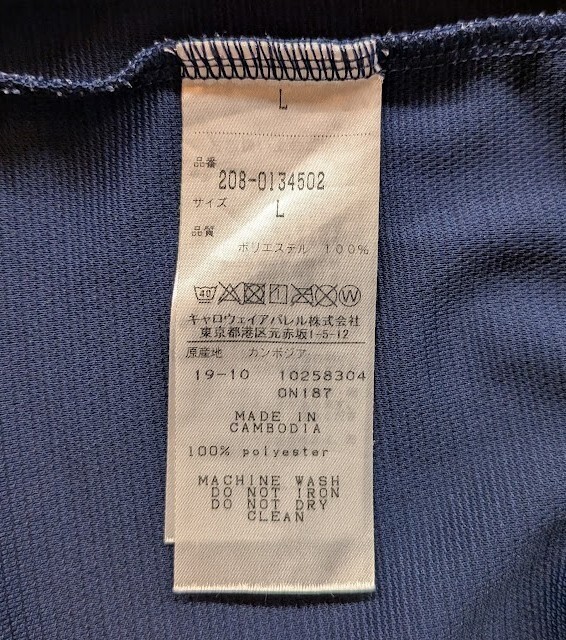 L
品番
208-0134502
サイズ
L
品質
ポリエステル 100%
40
キャロウェイアパレル株式会社
東京都港区元赤坂1-5-12
原産地 カンボジア
19-10 10258304
ON187
MADE IN
CAMBODIA
100% polyester
MACHINE WASH
DO NOT IRON
DO NOT DRY
CLEAN